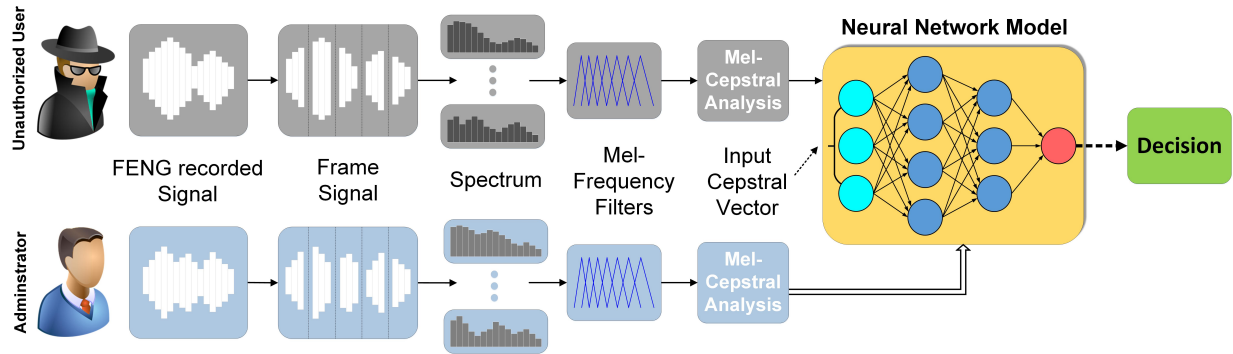 Unauthorized User
FENG recorded
Signal
Frame
Signal
Spectrum
Mel-
Frequency
Filters
Mel-
Cepstral
Analysis
Input
Cepstral
Vector
Neural Network Model
Decision
Adminstrator
Mel-
Cepstral
Analysis